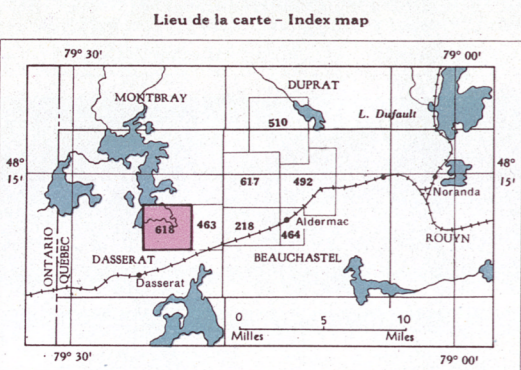 Lieu de la carte – Index map
79° 30'
79° 00'
MONTBRAY
DUPRAT
L. Dufault
510
48°
15'
48°
15'
617
492
Noranda
618
463
218
Aldermac
464
ROUYN
ONTARIO
QUÉBEC
DASSERAT
BEAUCHASTEL
Dasserat
0
5
10
Milles
Miles
79° 30'
79° 00'